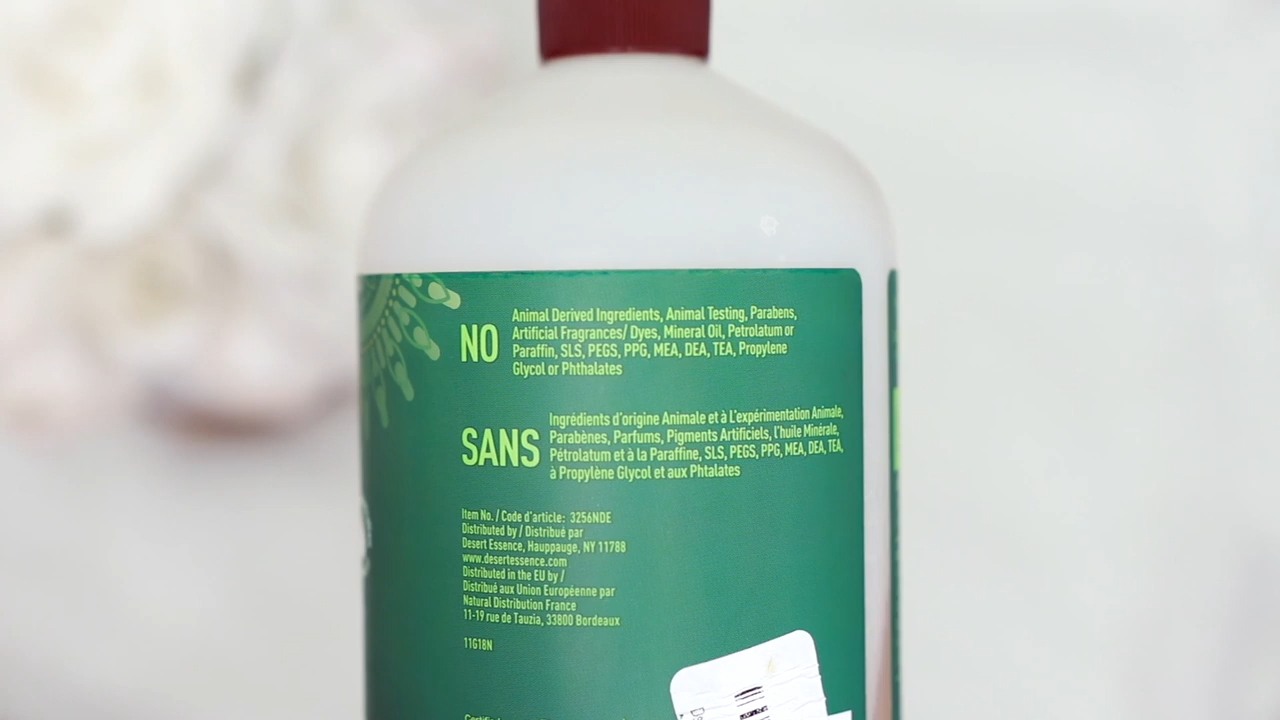 NO
Animal Derived Ingredients, Animal Testing, Parabens,
Artificial Fragrances/ Dyes, Mineral Oil, Petrolatum or
Paraffin, SLS, PEGS, PPG, MEA, DEA, TEA, Propylene
Glycol or Phthalates
SANS
Ingrédients d'origine Animale et à L'expérimentation Animale,
Parabènes, Parfums, Pigments Artificiels, l'huile Minérale,
Pétrolatum et à la Paraffine, SLS, PEGS, PPG, MEA, DEA, TEA,
à Propylène Glycol et aux Phtalates
Item No. / Code d'article: 3256NDE
Distributed by / Distribué par
Desert Essence, Hauppauge, NY 11788
www.desertessence.com
Distributed in the EU by /
Distribué aux Union Européenne par
Natural Distribution France
11-19 rue de Tauzia, 33800 Bordeaux
11G18N